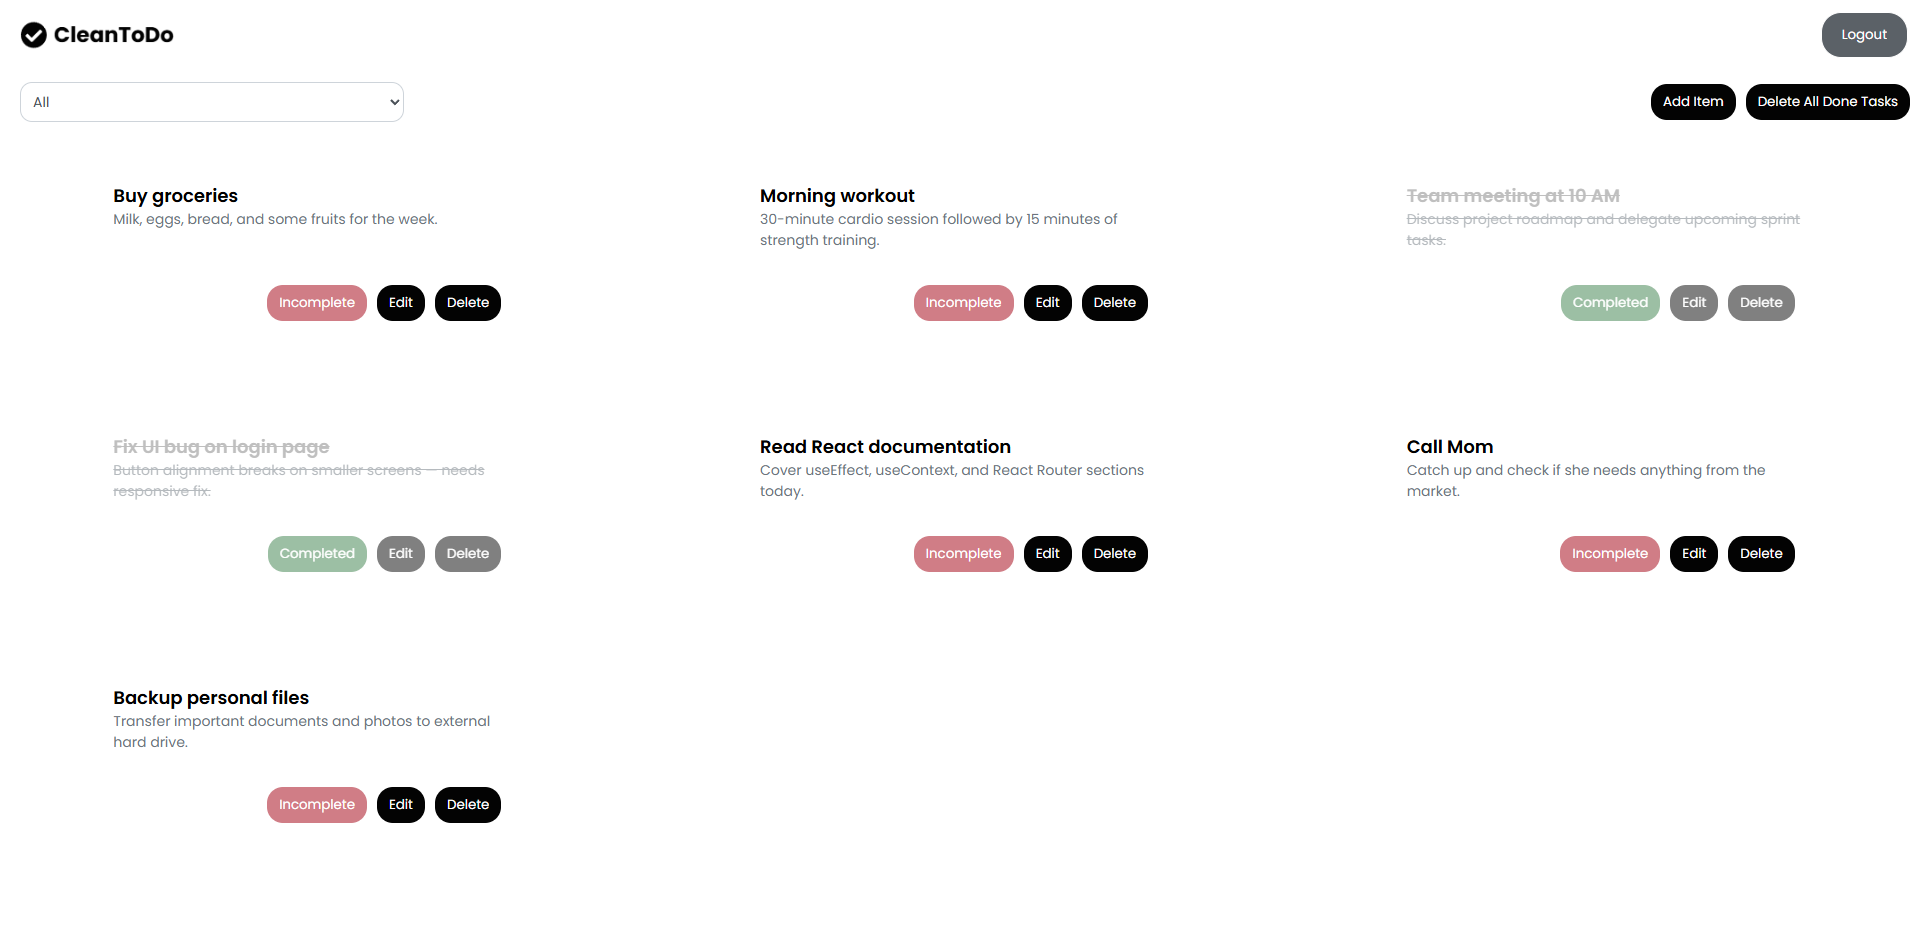 CleanToDo
Logout
All
Add Item
Delete All Done Tasks
Buy groceries
Milk, eggs, bread, and some fruits for the week.
Incomplete
Edit
Delete
Morning workout
30-minute cardio session followed by 15 minutes of
strength training.
Incomplete
Edit
Delete
Team meeting at 10 AM
Discuss project roadmap and delegate upcoming sprint
tasks.
Completed
Edit
Delete
Fix UI bug on login page
Button alignment breaks on smaller screens — needs
responsive fix.
Completed
Edit
Delete
Read React documentation
Cover useEffect, useContext, and React Router sections
today.
Incomplete
Edit
Delete
Call Mom
Catch up and check if she needs anything from the
market.
Incomplete
Edit
Delete
Backup personal files
Transfer important documents and photos to external
hard drive.
Incomplete
Edit
Delete